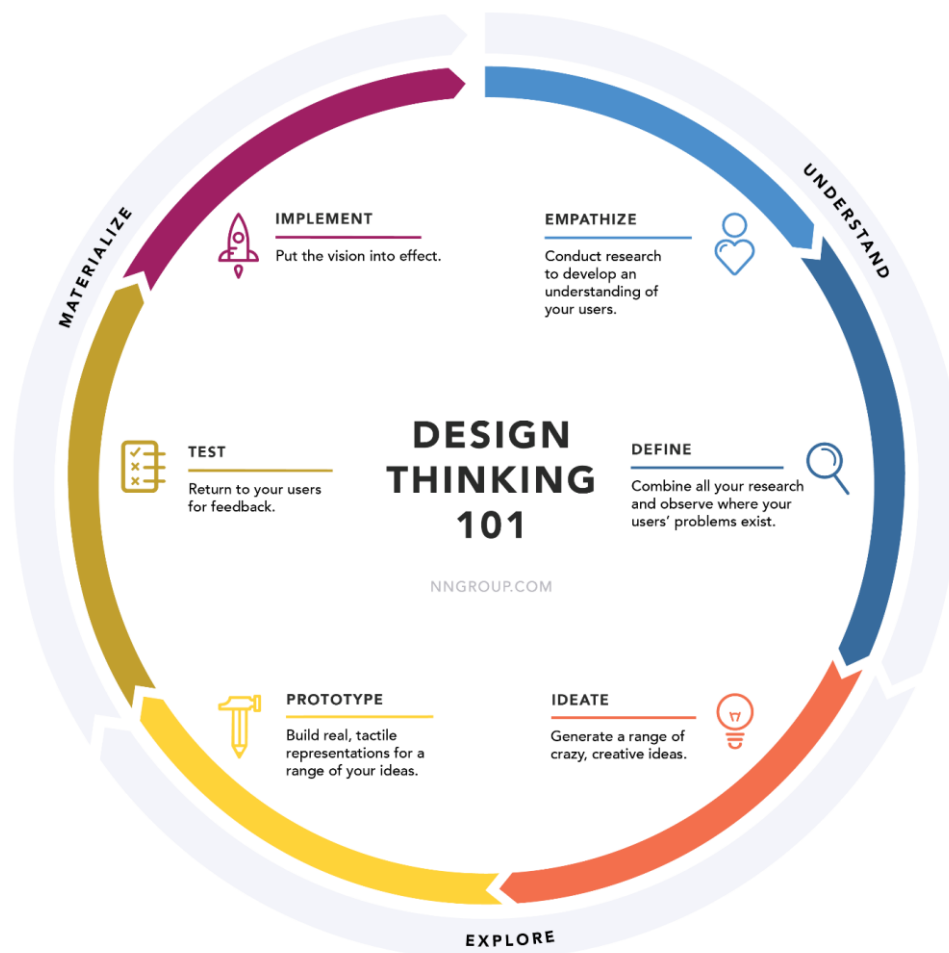 DESIGN
THINKING
101
NNGROUP.COM
UNDERSTAND
EMPATHIZE
Conduct research
to develop an
understanding of
your users.
DEFINE
Combine all your research
and observe where your
users’ problems exist.
EXPLORE
IDEATE
Generate a range of
crazy, creative ideas.
PROTOTYPE
Build real, tactile
representations for a
range of your ideas.
MATERIALIZE
TEST
Return to your users
for feedback.
IMPLEMENT
Put the vision into effect.